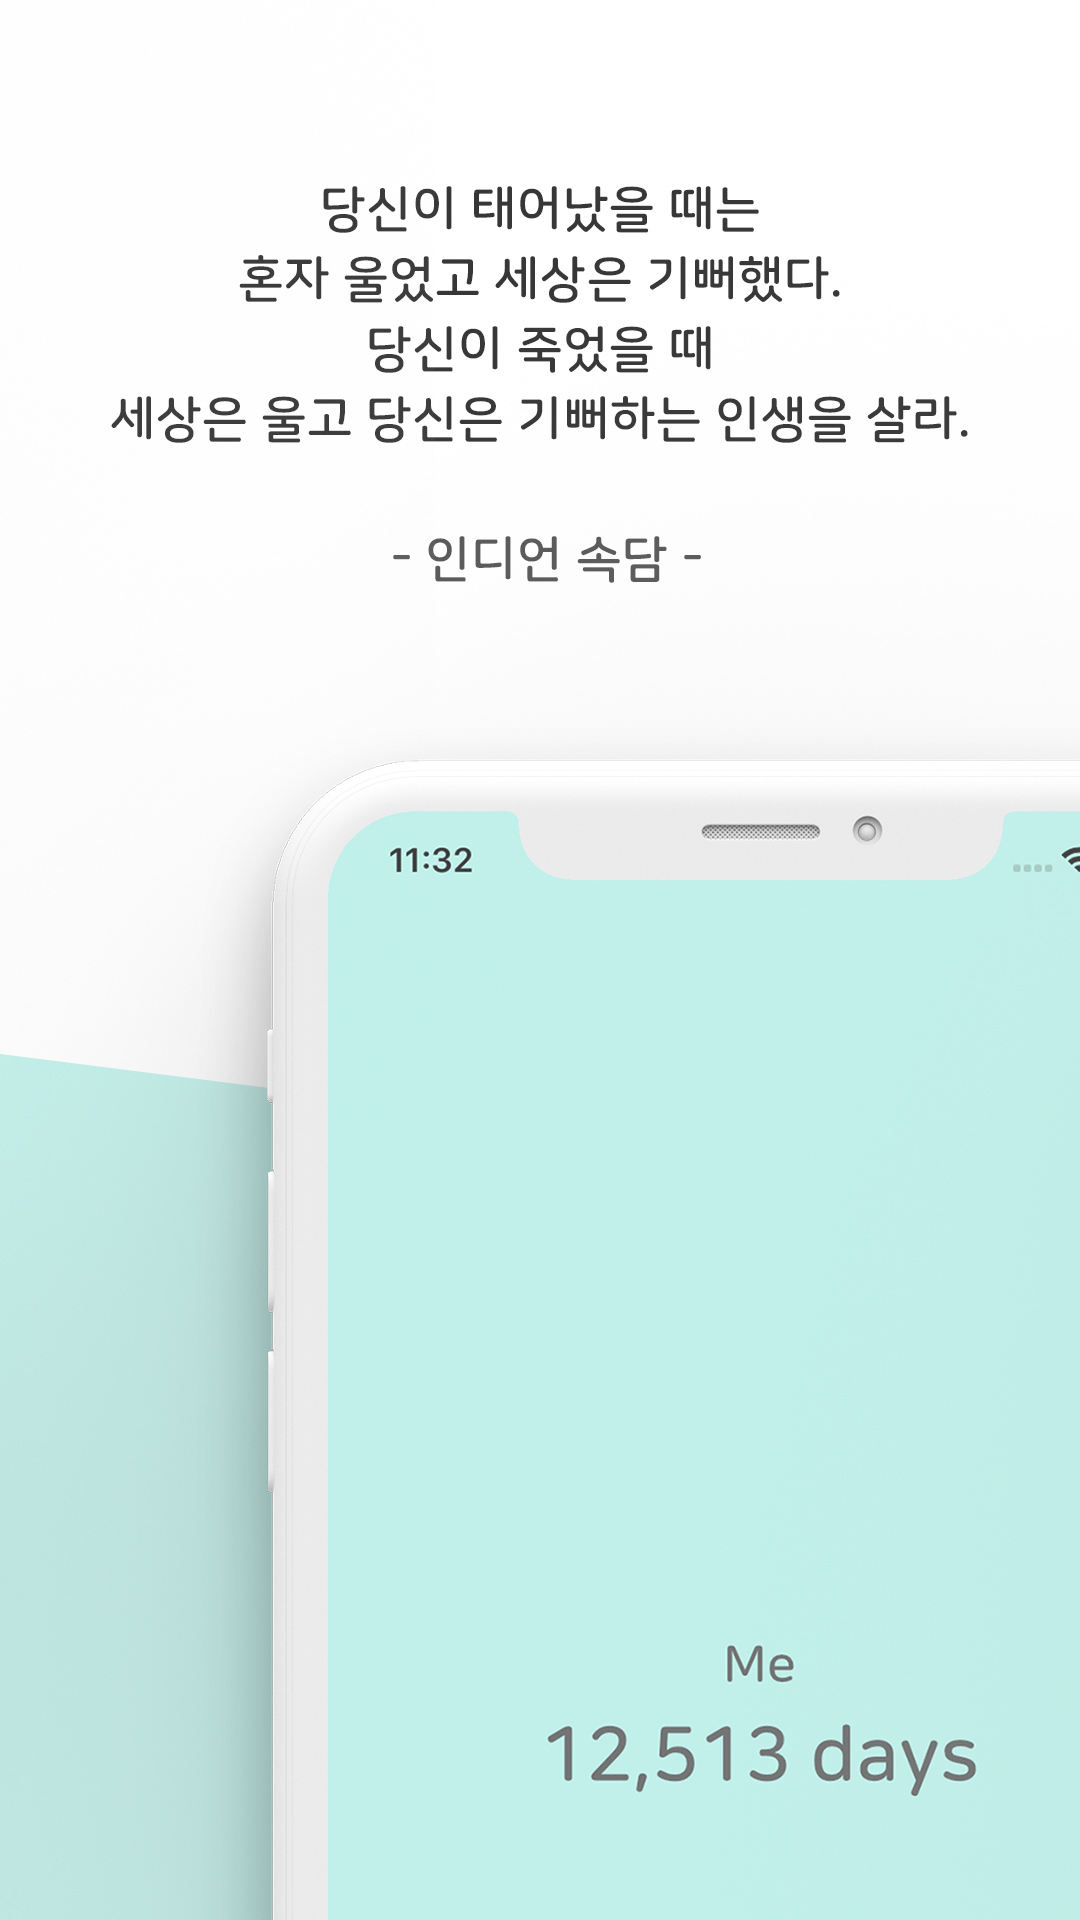 당신이 태어났을 때는
혼자 울었고 세상은 기뻐했다.
당신이 죽었을 때
세상은 울고 당신은 기뻐하는 인생을 살라.
- 인디언 속담 -
11:32
Me
12,513 days